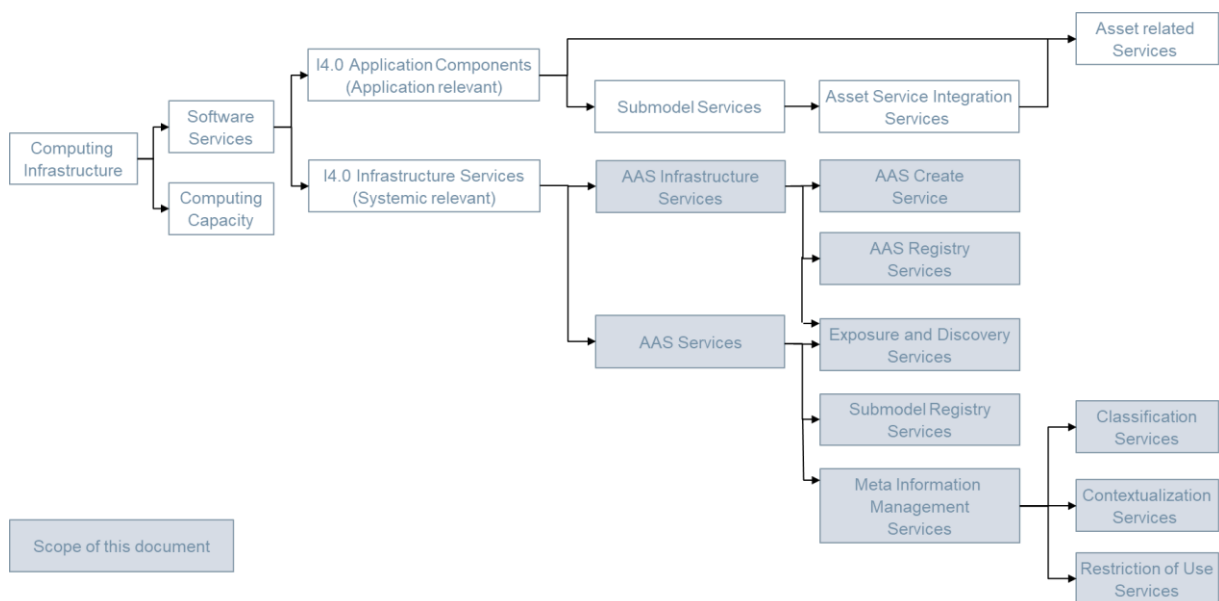 Asset related
Services
I4.0 Application Components
(Application relevant)
Submodel Services
Asset Service Integration
Services
Software
Services
Computing
Infrastructure
I4.0 Infrastructure Services
(Systemic relevant)
AAS Infrastructure
Services
AAS Create
Service
Computing
Capacity
AAS Registry
Services
AAS Services
Exposure and Discovery
Services
Submodel Registry
Services
Classification
Services
Meta Information
Management
Services
Contextualization
Services
Scope of this document
Restriction of Use
Services